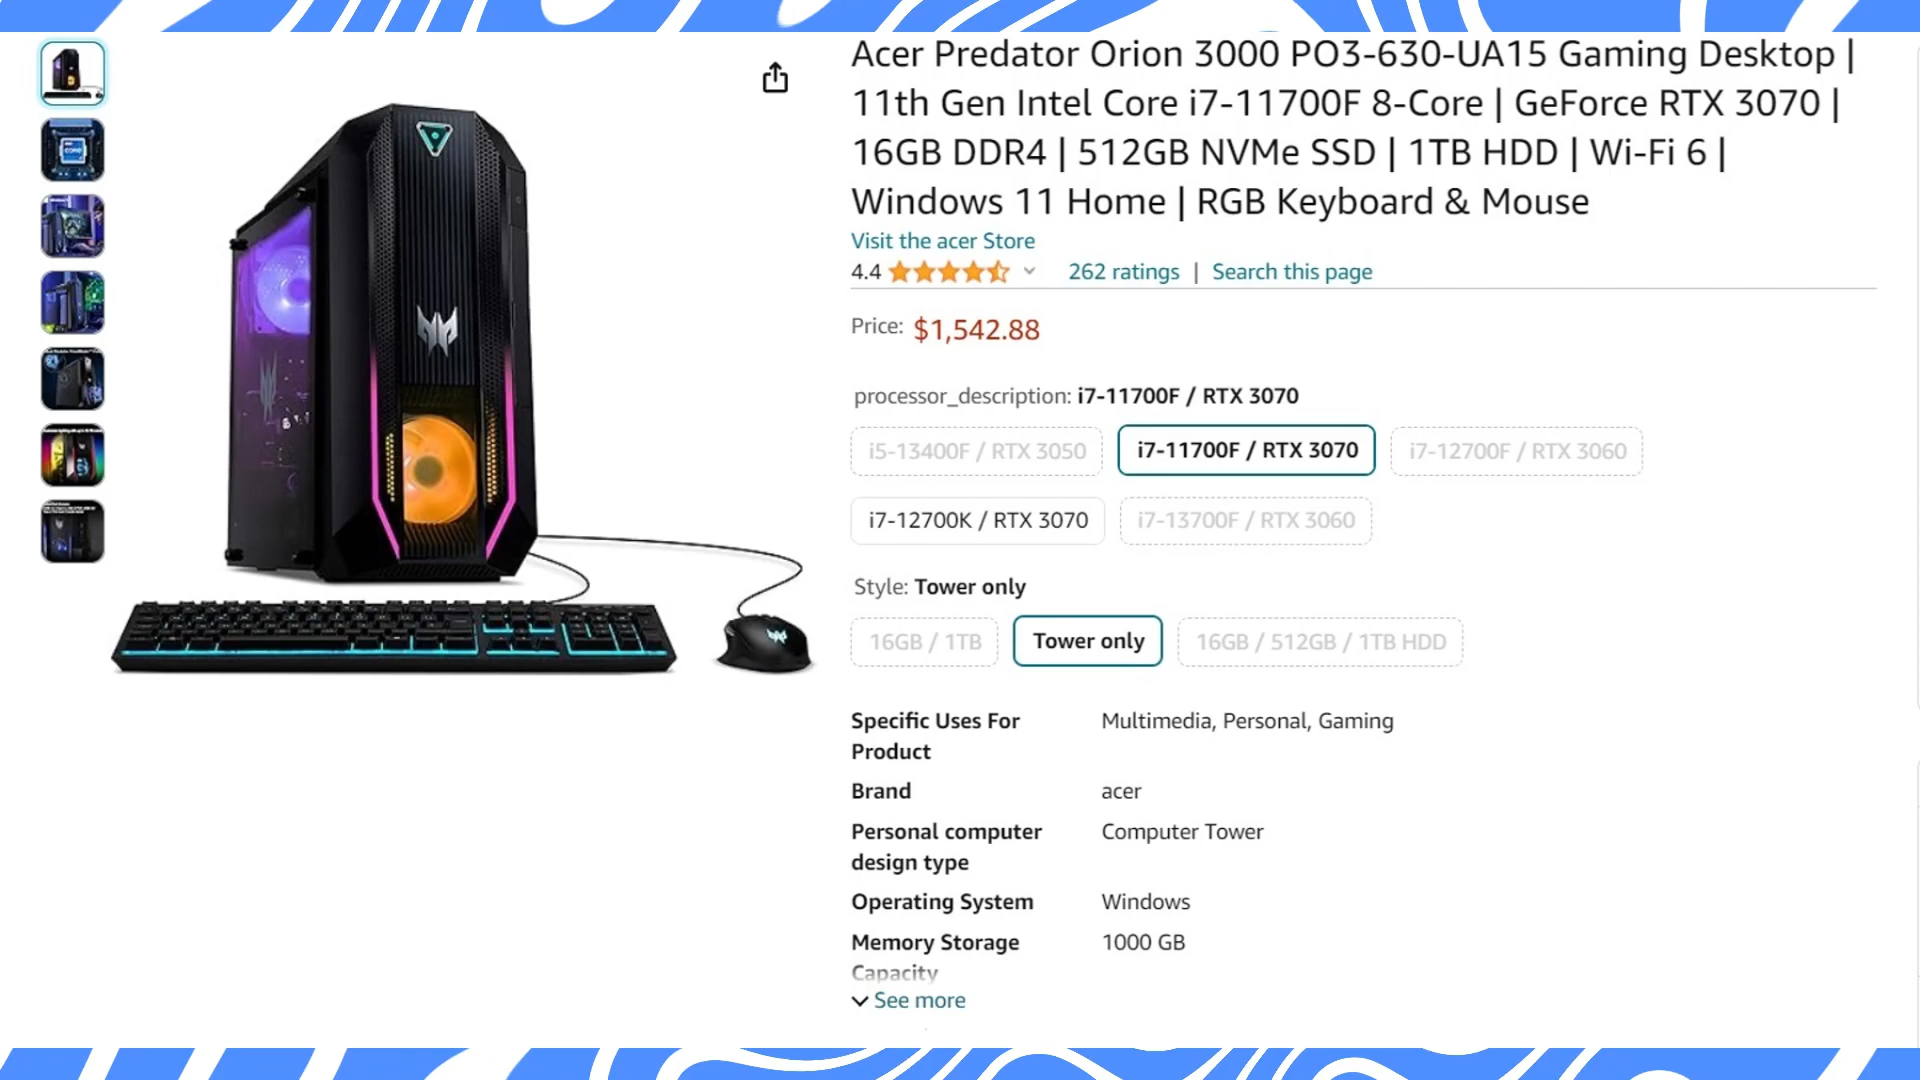 Acer Predator Orion 3000 PO3-630-UA15 Gaming Desktop |
11th Gen Intel Core i7-11700F 8-Core | GeForce RTX 3070 |
16GB DDR4 | 512GB NVMe SSD | 1TB HDD | Wi-Fi 6 |
Windows 11 Home | RGB Keyboard & Mouse
Visit the acer Store
4.4 262 ratings | Search this page
Price: $1,542.88
processor_description: i7-11700F / RTX 3070
i5-13400F / RTX 3050 i7-11700F / RTX 3070 i7-12700F / RTX 3060
i7-12700K / RTX 3070 i7-13700F / RTX 3060
Style: Tower only
16GB / 1TB Tower only 16GB / 512GB / 1TB HDD
Specific Uses For Multimedia, Personal, Gaming
Product
Brand acer
Personal computer Computer Tower
design type
Operating System Windows
Memory Storage 1000 GB
Capacity
See more